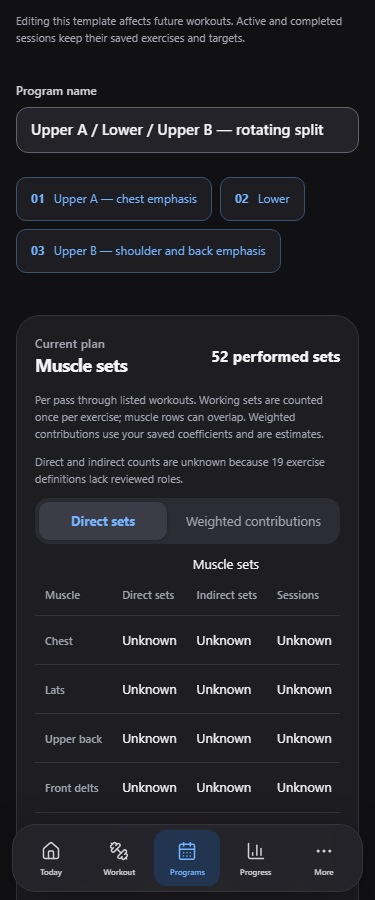 Editing this template affects future workouts. Active and completed
sessions keep their saved exercises and targets.
Program name
Upper A / Lower / Upper B — rotating split
01 Upper A — chest emphasis
02 Lower
03 Upper B — shoulder and back emphasis
Current plan
Muscle sets
52 performed sets
Per pass through listed workouts. Working sets are counted
once per exercise; muscle rows can overlap. Weighted
contributions use your saved coefficients and are estimates.
Direct and indirect counts are unknown because 19 exercise
definitions lack reviewed roles.
Direct sets Weighted contributions
Muscle sets
Muscle Direct sets Indirect sets Sessions
Chest Unknown Unknown Unknown
Lats Unknown Unknown Unknown
Upper back Unknown Unknown Unknown
Front delts Unknown Unknown Unknown
Today Workout Programs Progress More